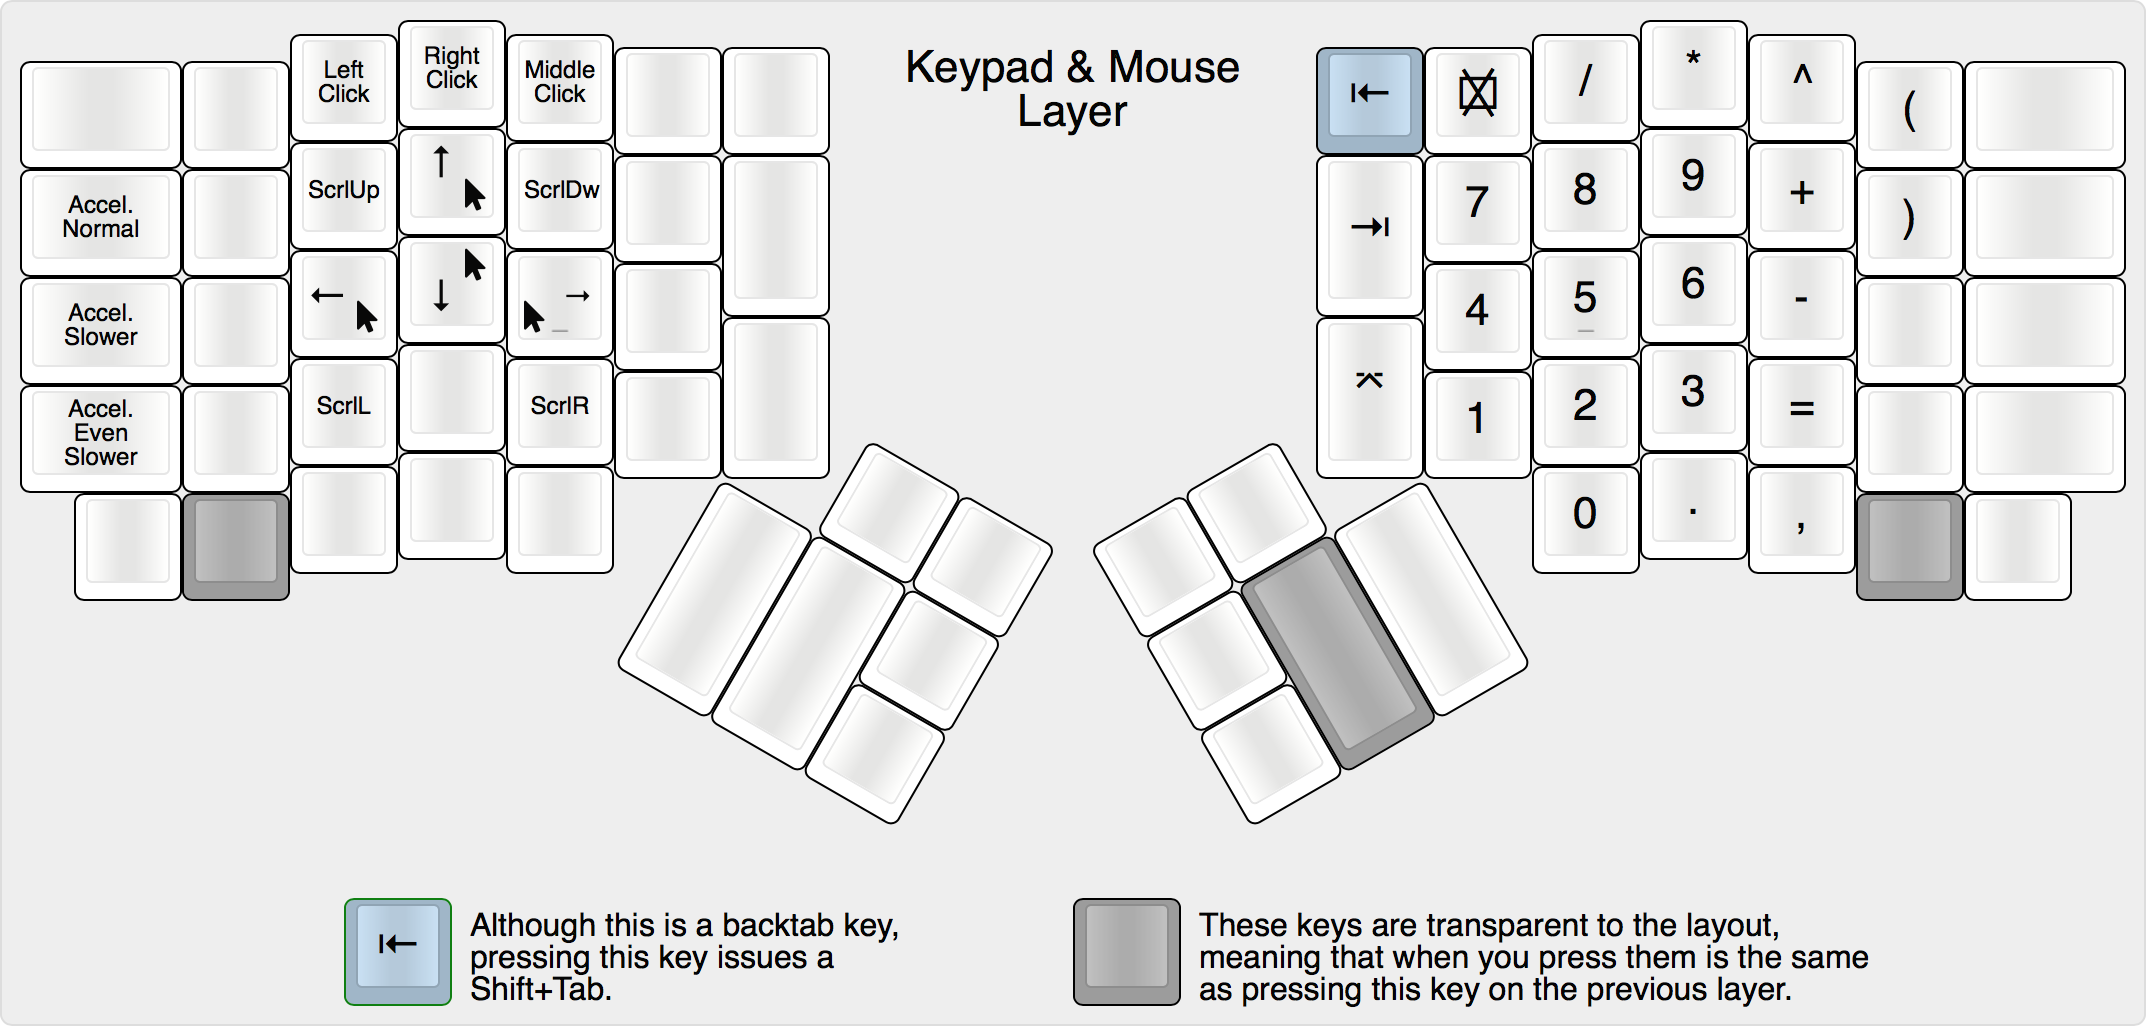 Keypad & Mouse
Layer
Left
Click
Right
Click
Middle
Click
Accel.
Normal
ScrlUp
↑
ScrlDw
Accel.
Slower
←
↓
→
_
Accel.
Even
Slower
ScrlL
ScrlR
⇤
/
*
^
(
⇥
7
8
9
+
)
4
5
_
6
-
⌤
1
2
3
=
0
.
,
⇤
Although this is a backtab key,
pressing this key issues a
Shift+Tab.
These keys are transparent to the layout,
meaning that when you press them is the same
as pressing this key on the previous layer.